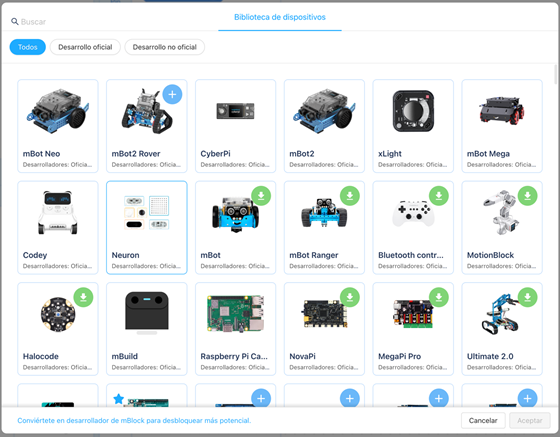 Buscar
Biblioteca de dispositivos
Todos
Desarrollo oficial
Desarrollo no oficial
mBot Neo
mBot2 Rover
CyberPi
mBot2
xLight
mBot Mega
Desarrolladores: Oficia...
Desarrolladores: Oficia...
Desarrolladores: Oficia...
Desarrolladores: Oficia...
Desarrolladores: Oficia...
Desarrolladores: Oficia...
Codey
Neuron
mBot
mBot Ranger
Bluetooth contr...
MotionBlock
Desarrolladores: Oficia...
Desarrolladores: Oficia...
Desarrolladores: Oficia...
Desarrolladores: Oficia...
Desarrolladores: Oficia...
Desarrolladores: Oficia...
Halocode
mBuild
Raspberry Pi Ca...
NovaPi
MegaPi Pro
Ultimate 2.0
Desarrolladores: Oficia...
Desarrolladores: Oficia...
Desarrolladores: Oficia...
Desarrolladores: Oficia...
Desarrolladores: Oficia...
Desarrolladores: Oficia...
Conviértete en desarrollador de mBlock para desbloquear más potencial.
Cancelar
Aceptar